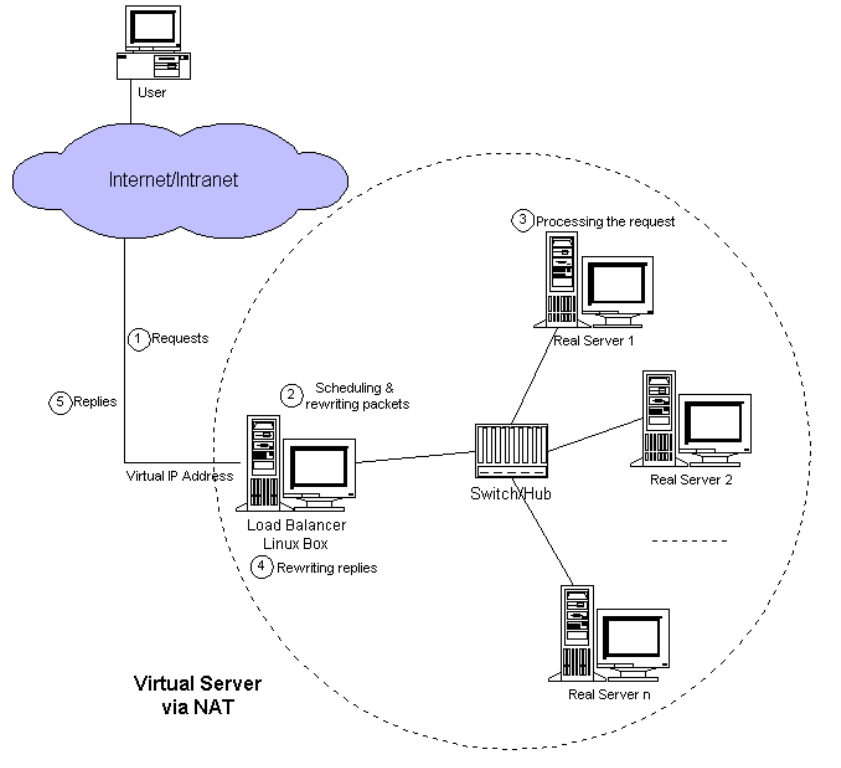 User
Internet/Intranet
3 Processing the request
Real Server 1
1 Requests
2 Scheduling &
rewriting packets
5 Replies
Virtual IP Address
Switch/Hub
Real Server 2
Load Balancer
Linux Box
4 Rewriting replies
Virtual Server
via NAT
Real Server n